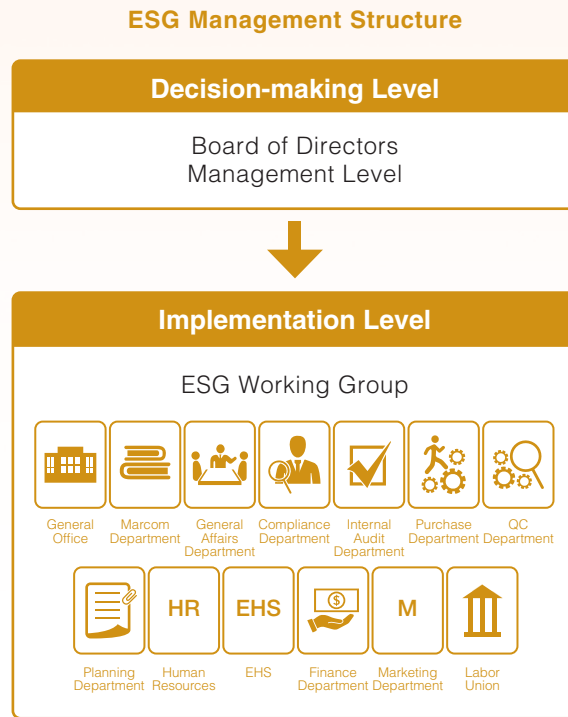 ESG Management Structure
Decision-making Level
Board of Directors
Management Level
Implementation Level
ESG Working Group
General
Office
Marcom
Department
General
Affairs
Department
Compliance
Department
Internal
Audit
Department
Purchase
Department
QC
Department
HR
EHS
$
M
Planning
Department
Human
Resources
EHS
Finance
Department
Marketing
Department
Labor
Union